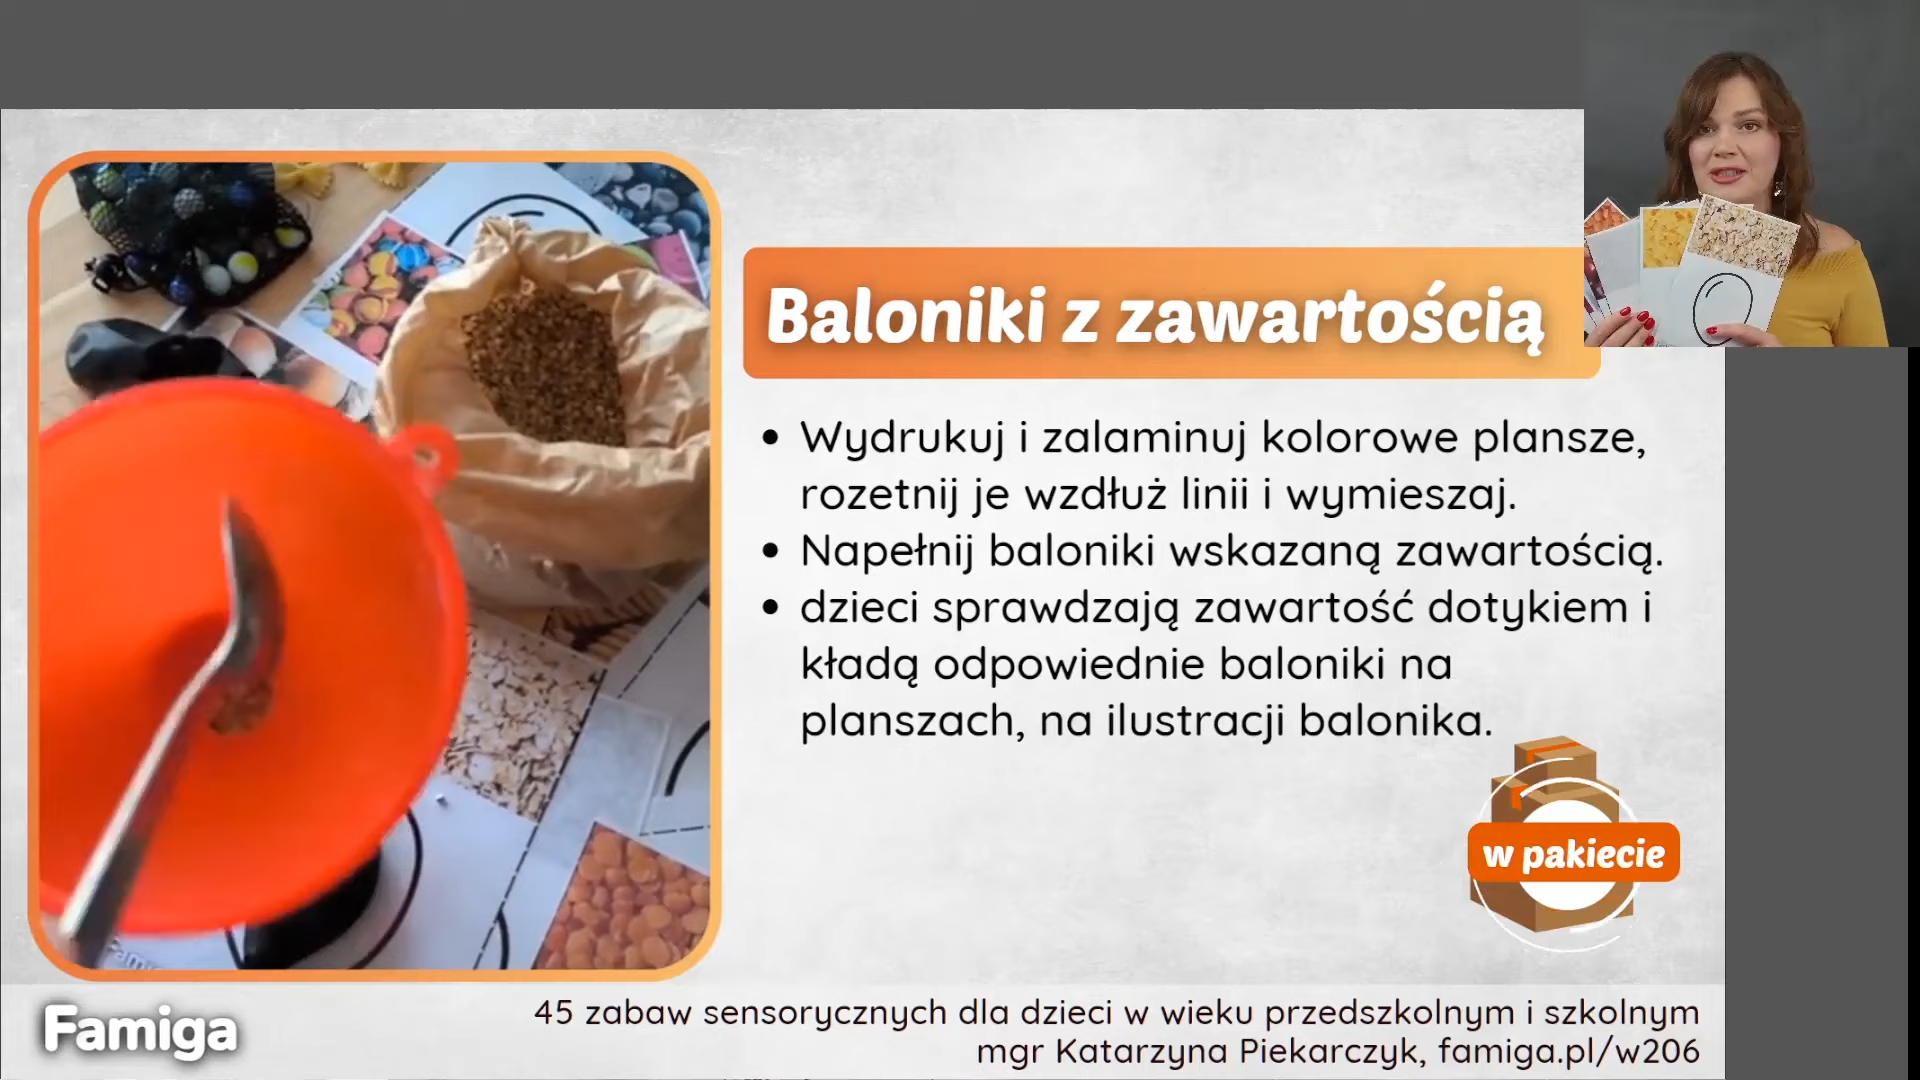 Baloniki z zawartością
• Wydrukuj i zalaminuj kolorowe plansze,
rozetnij je wzdłuż linii i wymieszaj.
• Napełnij baloniki wskazaną zawartością.
• dzieci sprawdzają zawartość dotykiem i
kładą odpowiednie baloniki na
planszach, na ilustracji balonika.
w pakiecie
Famiga
45 zabaw sensorycznych dla dzieci w wieku przedszkolnym i szkolnym
mgr Katarzyna Piekarczyk, famiga.pl/w206